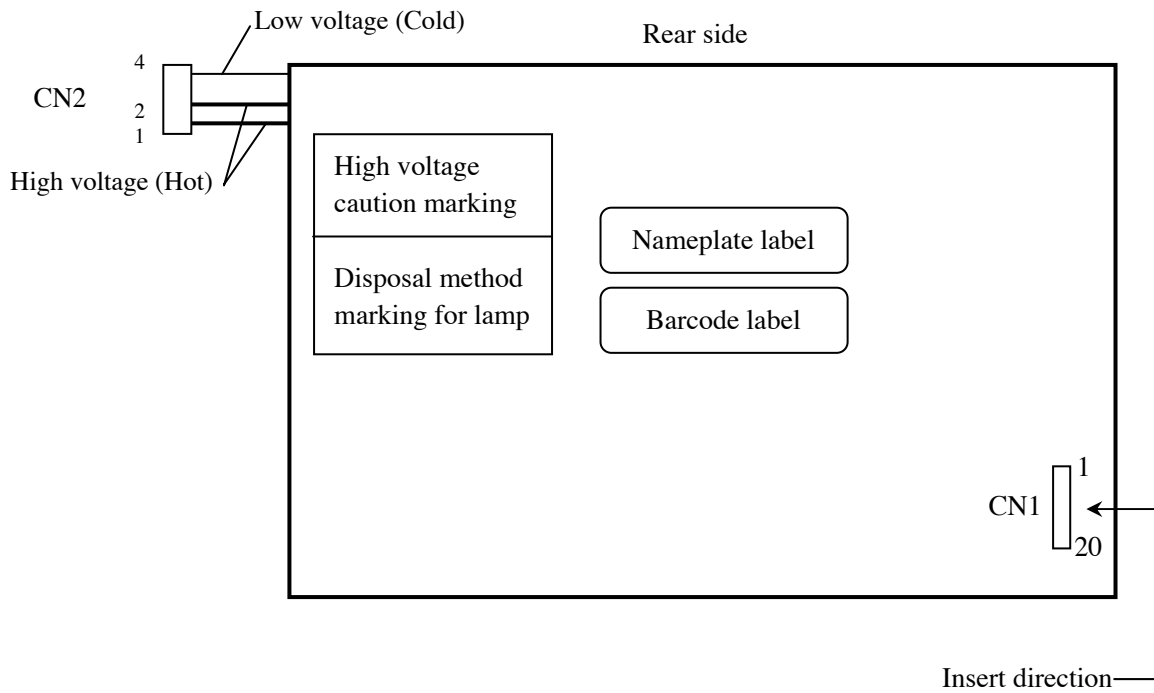 Low voltage (Cold)
Rear side
4
CN2
2
1
High voltage (Hot)
High voltage
caution marking
Disposal method
marking for lamp
Nameplate label
Barcode label
1
CN1
20
Insert direction